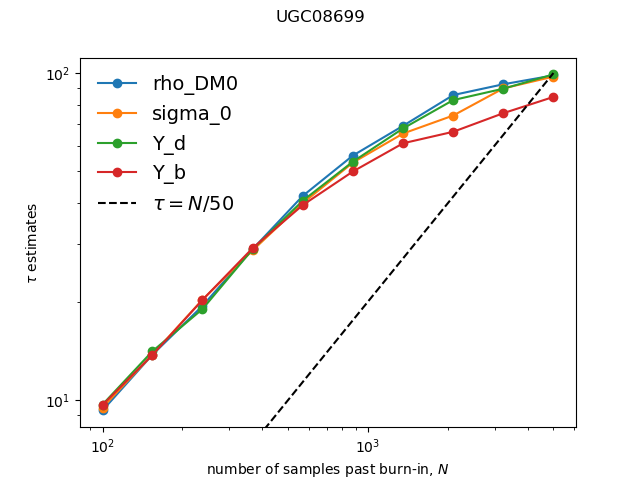 UGC08699
rho_DM0
sigma_0
Y_d
Y_b
τ = N/50
τ estimates
10²
10¹
10² 10³
number of samples past burn-in, N